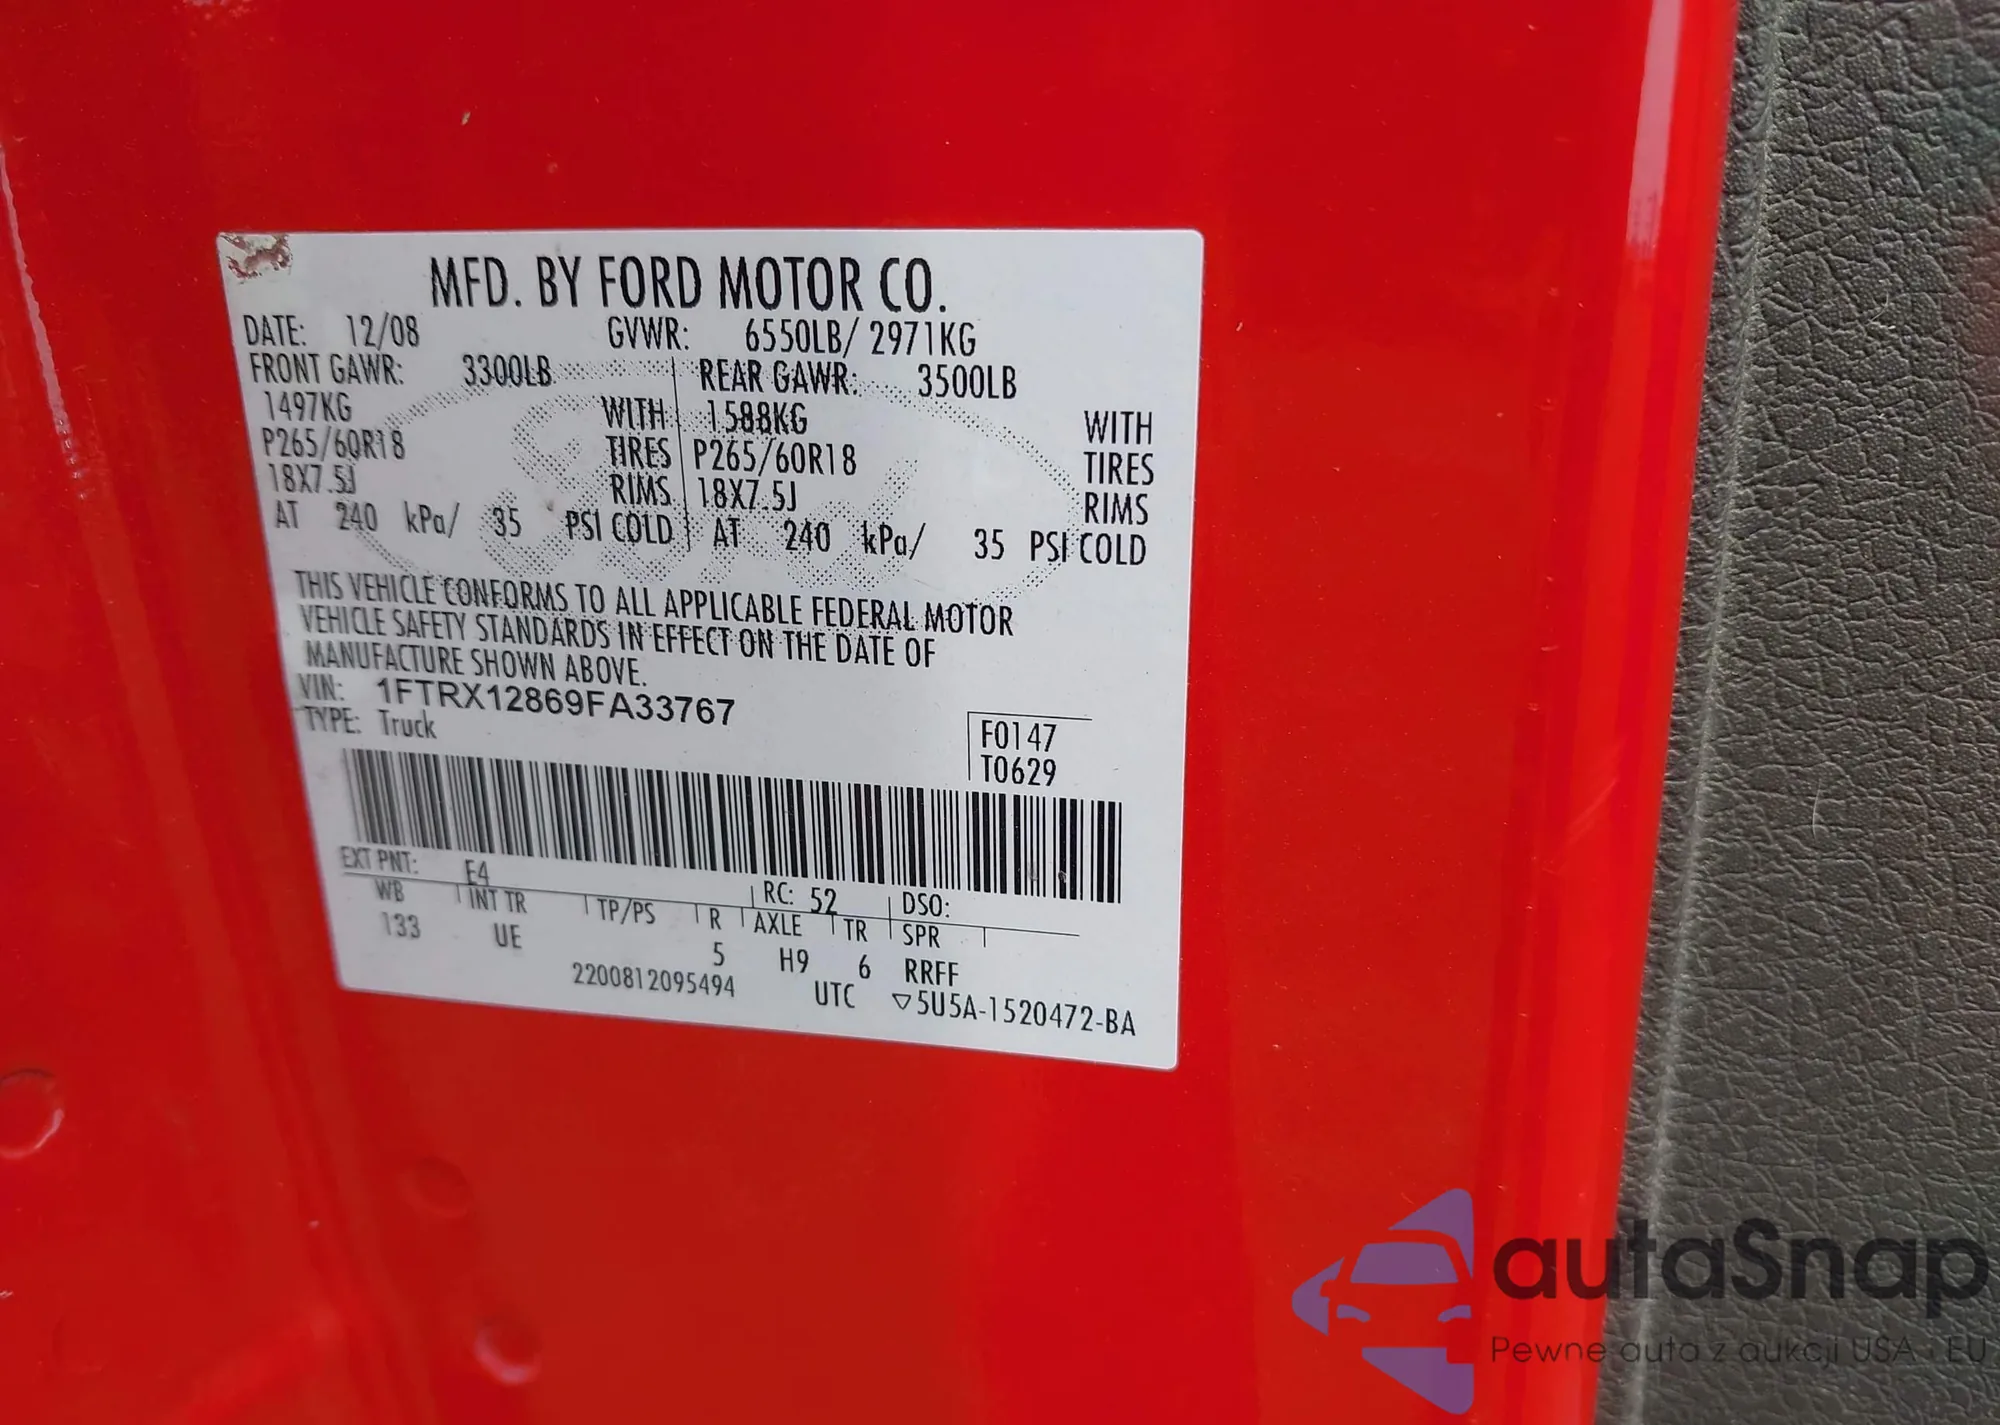 MFD. BY FORD MOTOR CO.
DATE: 12/08 GVWR: 6550LB/ 2971KG
FRONT GAWR: 3300LB REAR GAWR: 3500LB
1497KG WITH 1588KG WITH
P265/60R18 TIRES P265/60R18 TIRES
18X7.5J RIMS 18X7.5J RIMS
AT 240 kPa/ 35 PSI COLD AT 240 kPa/ 35 PSI COLD
THIS VEHICLE CONFORMS TO ALL APPLICABLE FEDERAL MOTOR
VEHICLE SAFETY STANDARDS IN EFFECT ON THE DATE OF
MANUFACTURE SHOWN ABOVE.
VIN: 1FTRX12869FA33767
TYPE: Truck
F0147
T0629
EXT PNT: E4 RC: 52 DSO:
WB INT TR TP/PS R AXLE TR SPR
133 UE 5 H9 6 RRFF
2200812095494 UTC ▽5U5A-1520472-BA
autaSnap
Pewne auta z aukcji USA i EU